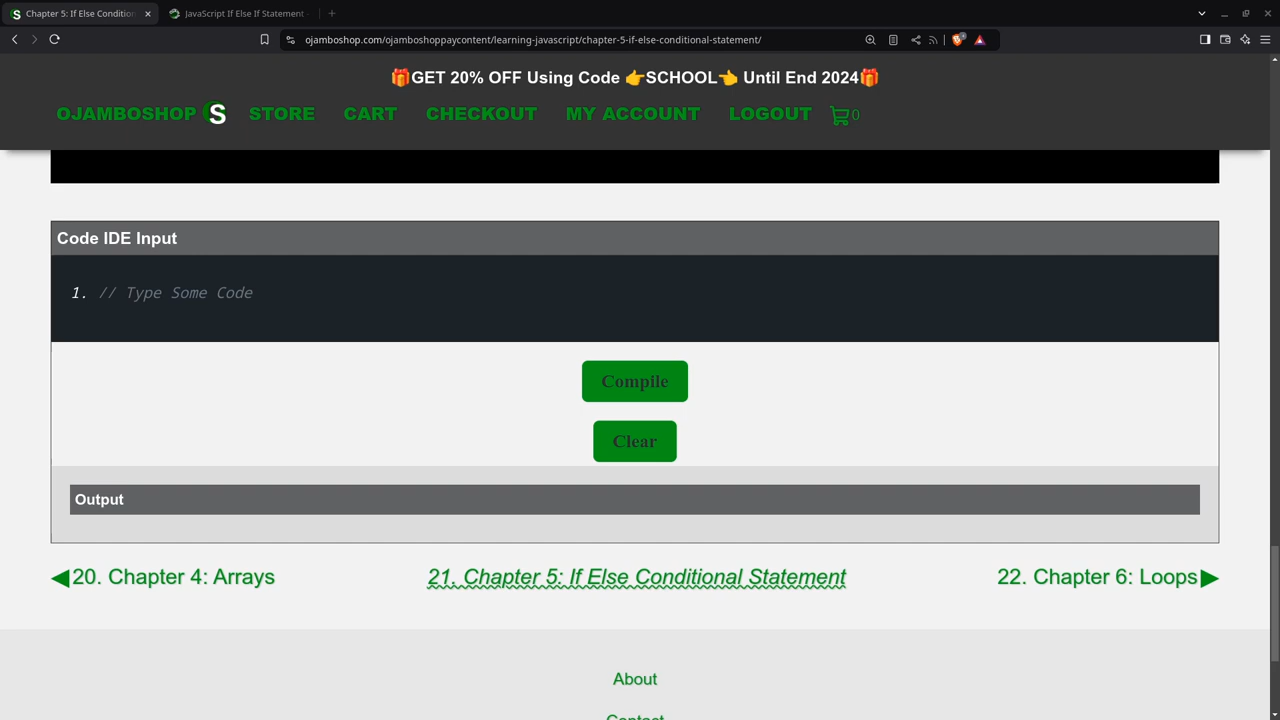 Chapter 5: If Else Condition
JavaScript If Else If Statement
ojamboshop.com/ojamboshoppaycontent/learning-javascript/chapter-5-if-else-conditional-statement/
🎁GET 20% OFF Using Code 👉SCHOOL👈 Until End 2024🎁
OJAMBOSHOP S STORE CART CHECKOUT MY ACCOUNT LOGOUT 0
Code IDE Input
1. // Type Some Code
Compile
Clear
Output
◀20. Chapter 4: Arrays 21. Chapter 5: If Else Conditional Statement 22. Chapter 6: Loops▶
About
Contact